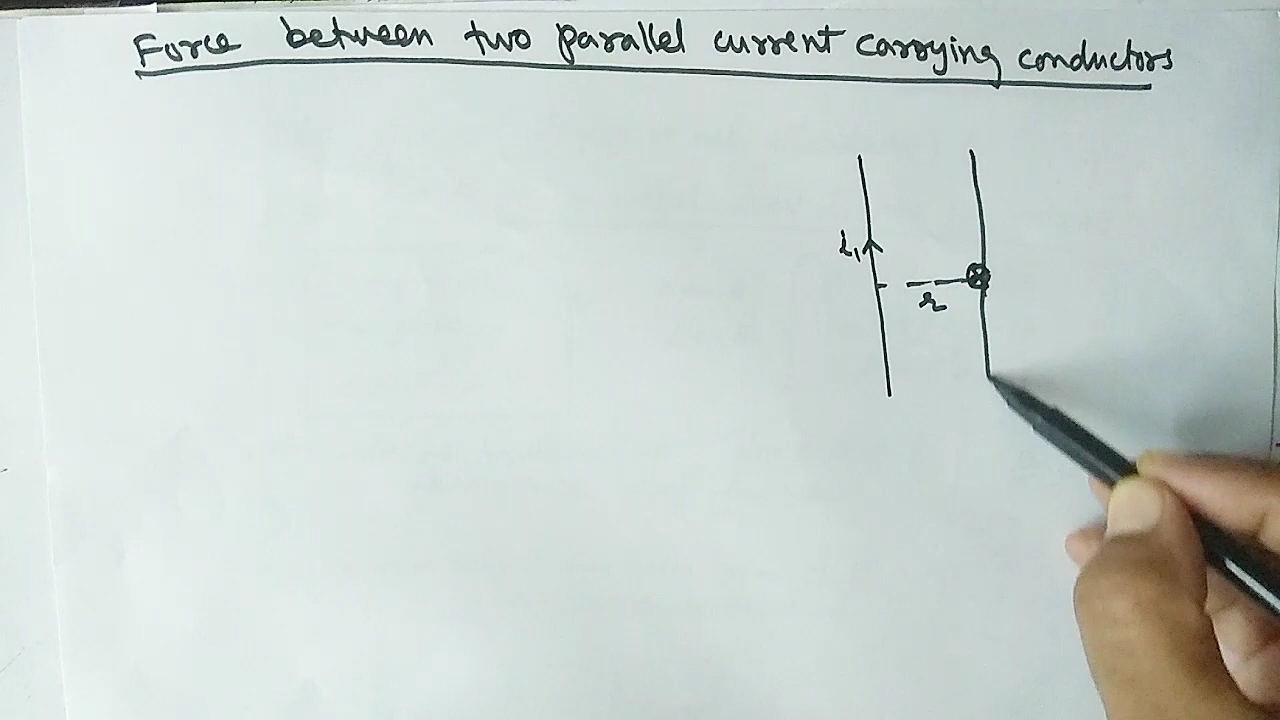 Force between two parallel current carrying conductors
i₁
r